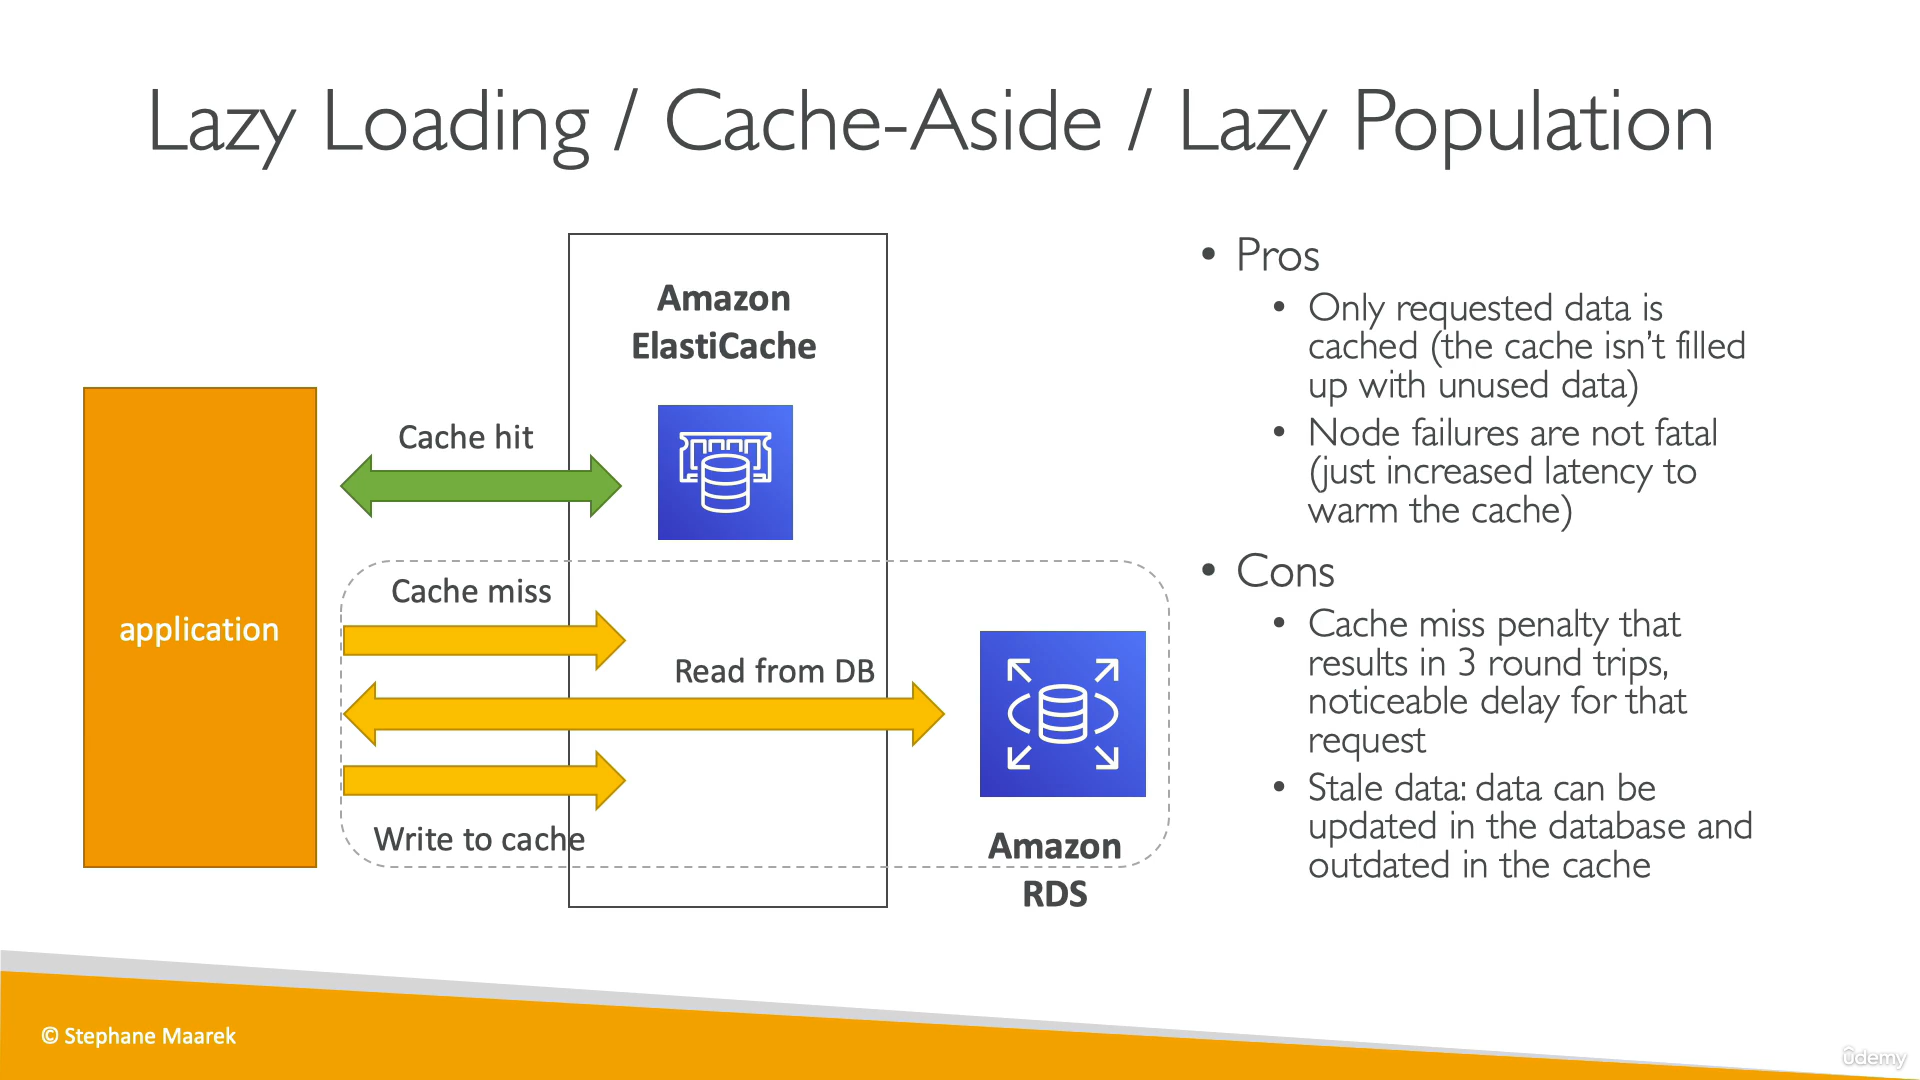 Lazy Loading / Cache-Aside / Lazy Population
Amazon
ElastiCache
application
Cache hit
Cache miss
Read from DB
Write to cache
Amazon
RDS
• Pros
• Only requested data is
cached (the cache isn’t filled
up with unused data)
• Node failures are not fatal
(just increased latency to
warm the cache)
• Cons
• Cache miss penalty that
results in 3 round trips,
noticeable delay for that
request
• Stale data: data can be
updated in the database and
outdated in the cache
© Stephane Maarek
ûdemy